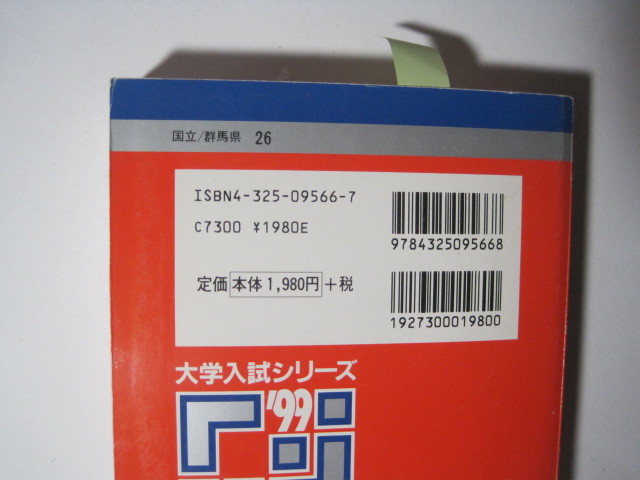 国立/群馬県 26
ISBN4-325-09566-7
C7300 ¥1980E
9784325095668
定価 本体1,980円 +税
1927300019800
大学入試シリーズ
'99